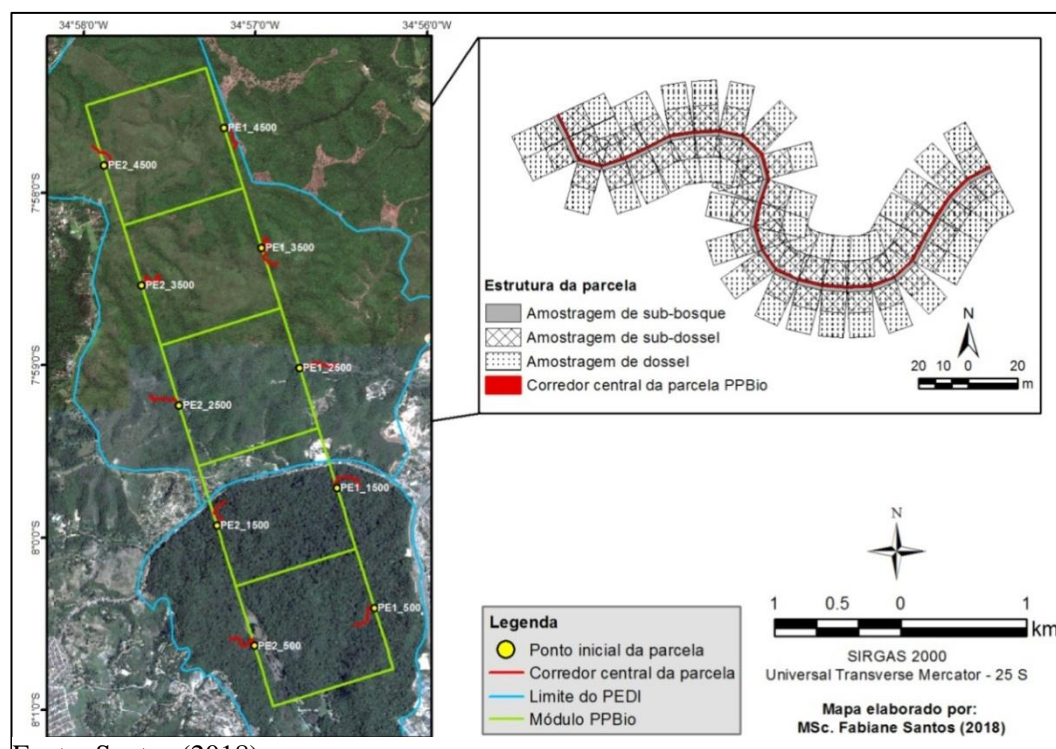 34°58'0"W
34°57'0"W
34°56'0"W
7°58'0"S
7°59'0"S
8°0'0"S
8°1'0"S
PE1_4500
PE2_4500
PE1_3500
PE2_3500
PE1_2500
PE2_2500
PE1_1500
PE2_1500
PE1_500
PE2_500
Estrutura da parcela
Amostragem de sub-bosque
Amostragem de sub-dossel
Amostragem de dossel
Corredor central da parcela PPBio
N
20 10 0 20
m
Legenda
Ponto inicial da parcela
Corredor central da parcela
Limite do PEDI
Módulo PPBio
N
1 0.5 0 1
km
SIRGAS 2000
Universal Transverse Mercator - 25 S
Mapa elaborado por:
MSc. Fabiane Santos (2018)